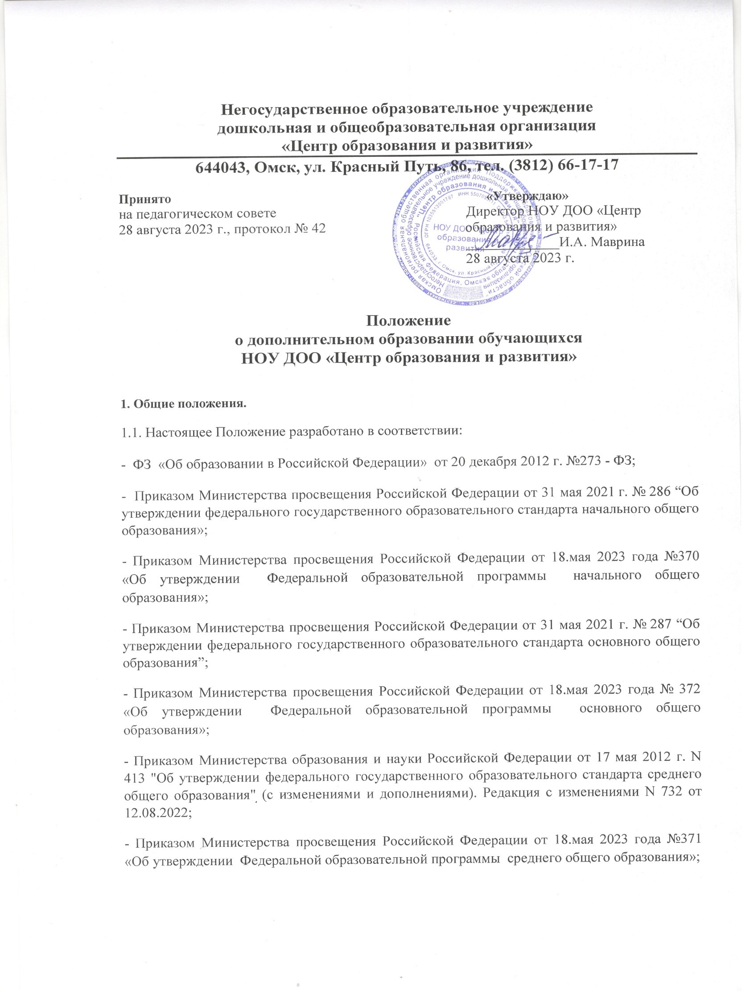 Негосударственное образовательное учреждение
дошкольная и общеобразовательная организация
«Центр образования и развития»
644043, Омск, ул. Красный Путь, 86, тел. (3812) 66-17-17
Принято
на педагогическом совете
28 августа 2023 г., протокол № 42
«Утверждаю»
Директор НОУ ДОО «Центр
образования и развития»
И.А. Маврина
28 августа 2023 г.
НОУ ДОО "Центр
образования и
развития"
Положение
о дополнительном образовании обучающихся
НОУ ДОО «Центр образования и развития»
1. Общие положения.
1.1. Настоящее Положение разработано в соответствии:
- ФЗ «Об образовании в Российской Федерации» от 20 декабря 2012 г. №273 - ФЗ;
- Приказом Министерства просвещения Российской Федерации от 31 мая 2021 г. № 286 “Об
утверждении федерального государственного образовательного стандарта начального общего
образования»;
- Приказом Министерства просвещения Российской Федерации от 18.мая 2023 года №370
«Об утверждении Федеральной образовательной программы начального общего
образования»;
- Приказом Министерства просвещения Российской Федерации от 31 мая 2021 г. № 287 “Об
утверждении федерального государственного образовательного стандарта основного общего
образования”;
- Приказом Министерства просвещения Российской Федерации от 18.мая 2023 года № 372
«Об утверждении Федеральной образовательной программы основного общего
образования»;
- Приказом Министерства образования и науки Российской Федерации от 17 мая 2012 г. N
413 "Об утверждении федерального государственного образовательного стандарта среднего
общего образования" (с изменениями и дополнениями). Редакция с изменениями N 732 от
12.08.2022;
- Приказом Министерства просвещения Российской Федерации от 18.мая 2023 года №371
«Об утверждении Федеральной образовательной программы среднего общего образования»;